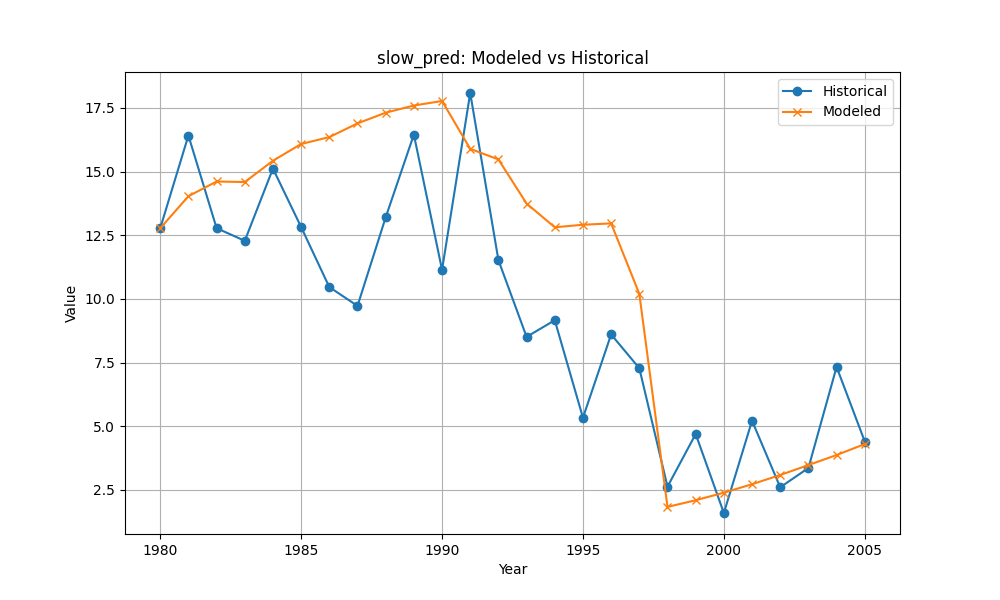 slow_pred: Modeled vs Historical
Historical
Modeled
Value
17.5
15.0
12.5
10.0
7.5
5.0
2.5
1980 1985 1990 1995 2000 2005
Year